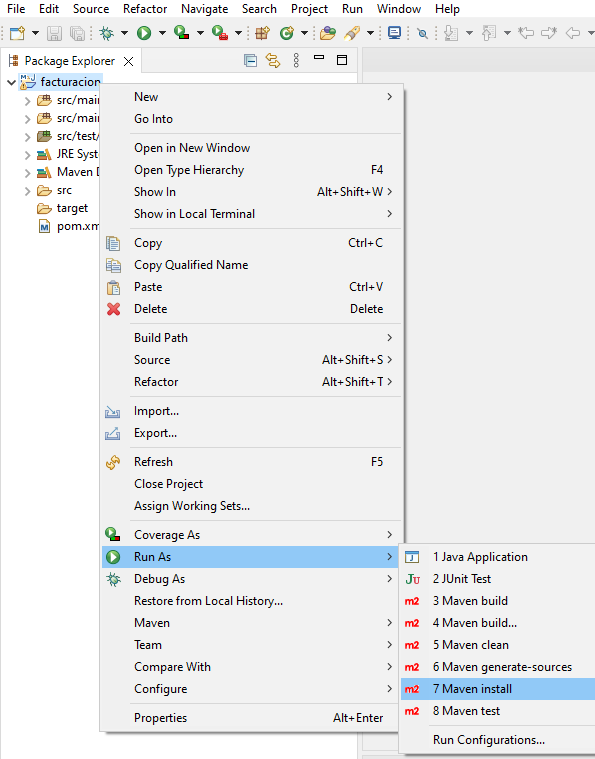 File Edit Source Refactor Navigate Search Project Run Window Help
Package Explorer
facturacion
src/mai
src/mai
src/test/
JRE Syst
Maven D
src
target
pom.xm
New
Go Into
Open in New Window
Open Type Hierarchy F4
Show In Alt+Shift+W
Show in Local Terminal
Copy Ctrl+C
Copy Qualified Name
Paste Ctrl+V
Delete Delete
Build Path
Source Alt+Shift+S
Refactor Alt+Shift+T
Import...
Export...
Refresh F5
Close Project
Assign Working Sets...
Coverage As
Run As
Debug As
Restore from Local History...
Maven
Team
Compare With
Configure
Properties Alt+Enter
1 Java Application
Ju 2 JUnit Test
m2 3 Maven build
m2 4 Maven build...
m2 5 Maven clean
m2 6 Maven generate-sources
m2 7 Maven install
m2 8 Maven test
Run Configurations...